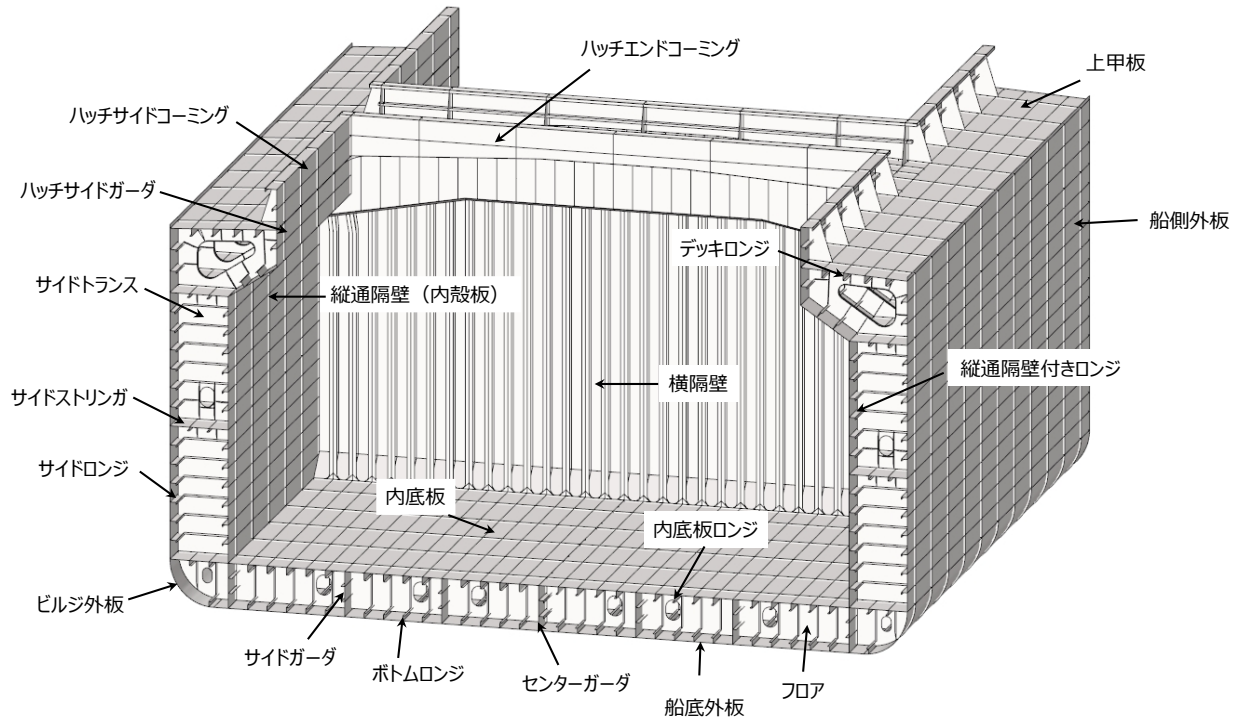 ハッチエンドコーミング
上甲板
ハッチサイドコーミング
ハッチサイドガーダ
船側外板
デッキロンジ
サイドトランス
縦通隔壁（内殻板）
縦通隔壁付きロンジ
横隔壁
サイドストリンガ
サイドロンジ
内底板
内底板ロンジ
ビルジ外板
サイドガーダ
ボトムロンジ
センターガーダ
船底外板
フロア